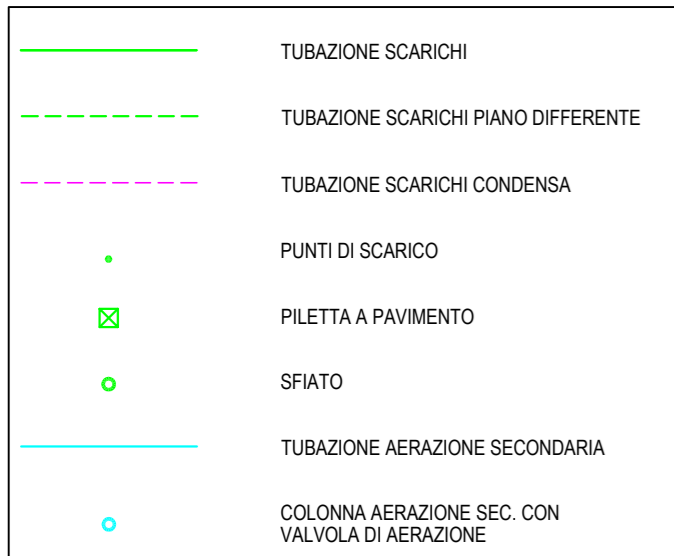 TUBAZIONE SCARICHI
TUBAZIONE SCARICHI PIANO DIFFERENTE
TUBAZIONE SCARICHI CONDENSA
PUNTI DI SCARICO
PILETTA A PAVIMENTO
SFIATO
TUBAZIONE AERAZIONE SECONDARIA
COLONNA AERAZIONE SEC. CON
VALVOLA DI AERAZIONE